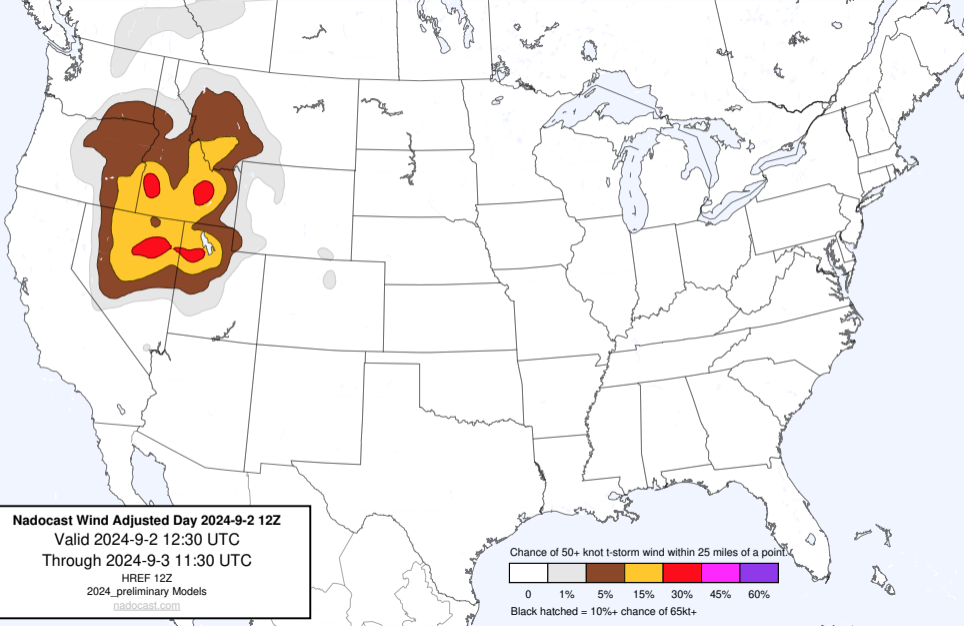 Nadocast Wind Adjusted Day 2024-9-2 12Z
Valid 2024-9-2 12:30 UTC
Through 2024-9-3 11:30 UTC
HREF 12Z
2024_preliminary Models
nadocast.com
Chance of 50+ knot t-storm wind within 25 miles of a point.
0 1% 5% 15% 30% 45% 60%
Black hatched = 10%+ chance of 65kt+